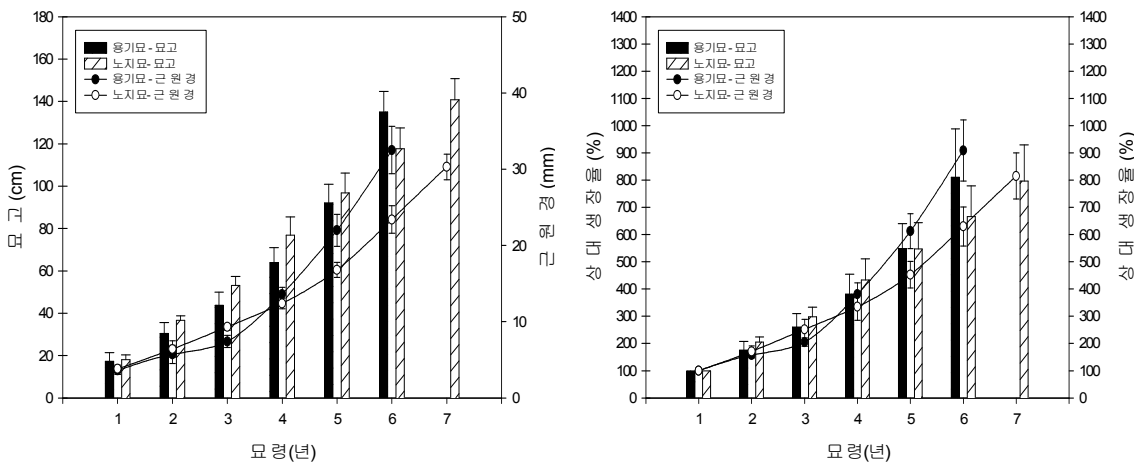 180
160
140
120
100
80
60
40
20
0
묘 고 (cm)
용기묘-묘고
노지묘-묘고
용기묘-근 원 경
노지묘-근 원 경
50
40
30
20
10
0
근 원 경 (mm)
1 2 3 4 5 6 7
묘 령(년)
1400
1300
1200
1100
1000
900
800
700
600
500
400
300
200
100
0
상 대 생 장 율 (%)
용기묘-묘고
노지묘-묘고
용기묘-근 원 경
노지묘-근 원 경
1400
1300
1200
1100
1000
900
800
700
600
500
400
300
200
100
0
상 대 생 장 율 (%)
1 2 3 4 5 6 7
묘령(년)